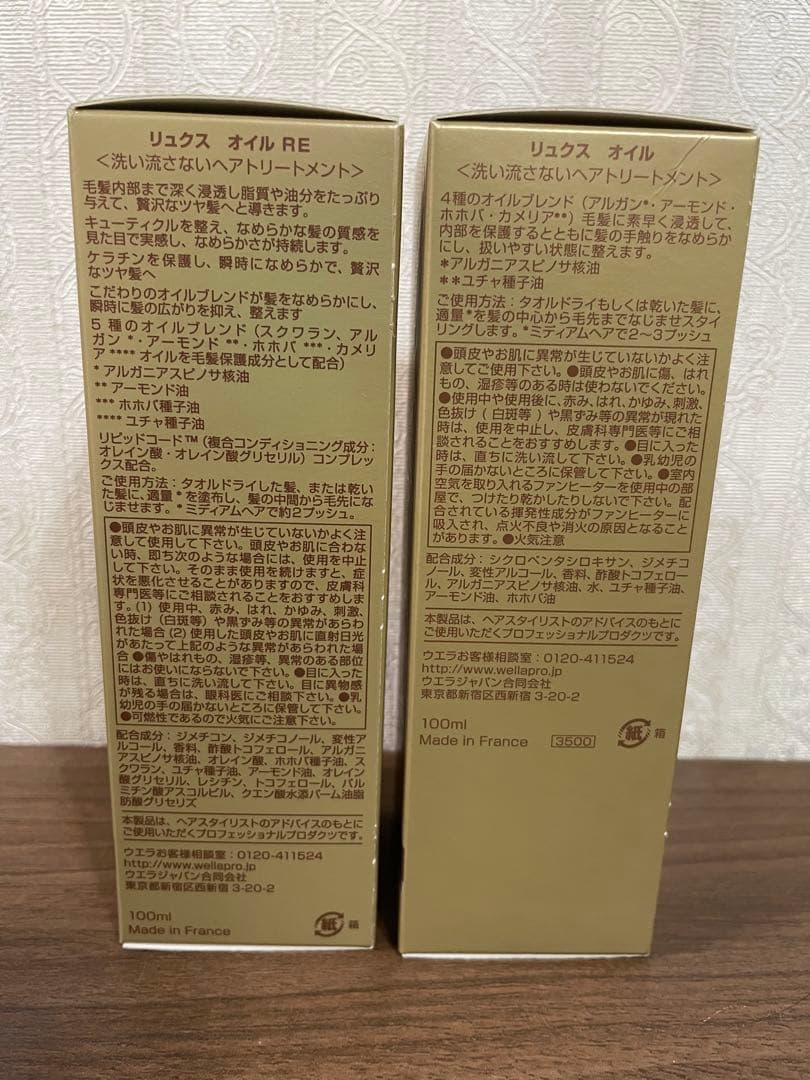 リュクス オイル RE
＜洗い流さないヘアトリートメント＞
毛髪内部まで深く浸透し脂質や油分をたっぷり
与えて、贅沢なツヤ髪へと導きます。
キューティクルを整え、なめらかな髪の質感を
見た目で実感し、なめらかさが持続します。
ケラチンを保護し、瞬時になめらかで、贅沢
なツヤ髪へ
こだわりのオイルブレンドが髪をなめらかにし、
瞬時に髪の広がりを抑え、整えます
5 種のオイルブレンド（スクワラン、アル
ガン *・アーモンド **・ホホバ ***・カメリ
ア **** オイルを毛髪保護成分として配合）
* アルガニアスピノサ核油
** アーモンド油
*** ホホバ種子油
**** ユチャ種子油
リピッドコード™（複合コンディショニング成分：
オレイン酸・オレイン酸グリセリル）コンプレ
ックス配合。
ご使用方法：タオルドライした髪、または乾い
た髪に、適量 * を塗布し、髪の中間から毛先にな
じませます。* ミディアムヘアで約2プッシュ。
●頭皮やお肌に異常が生じていないかよく注
意して使用して下さい。頭皮やお肌に合わな
い時、即ち次のような場合には、使用を中止
して下さい。そのまま使用を続けますと、症
状を悪化させることがありますので、皮膚科
専門医等にご相談されることをおすすめしま
す。(1) 使用中、赤み、はれ、かゆみ、刺激、
色抜け（白斑等）や黒ずみ等の異常があらわ
れた場合 (2) 使用した頭皮やお肌に直射日光
があたって上記のような異常があらわれた場
合 ●傷やはれもの、湿疹等、異常のある部位
にはお使いにならないで下さい。●目に入った
時は、直ちに洗い流して下さい。目に異物感
が残る場合は、眼科医にご相談下さい。●乳
幼児の手の届かないところに保管して下さい。
●可燃性であるので火気にご注意下さい。
配合成分：ジメチコン、ジメチコノール、変性ア
ルコール、香料、酢酸トコフェロール、アルガニ
アスピノサ核油、オレイン酸、ホホバ種子油、ス
クワラン、ユチャ種子油、アーモンド油、オレイン
酸グリセリル、レシチン、トコフェロール、パル
ミチン酸アスコルビル、クエン酸水添パーム油脂
肪酸グリセリズ
本製品は、ヘアスタイリストのアドバイスのもとに
ご使用いただくプロフェッショナルプロダクツです。
ウエラお客様相談室：0120-411524
http://www.wellapro.jp
ウエラジャパン合同会社
東京都新宿区西新宿 3-20-2
100ml
Made in France
紙 箱
リュクス オイル
＜洗い流さないヘアトリートメント＞
4種のオイルブレンド（アルガン*・アーモンド・
ホホバ・カメリア**）毛髪に素早く浸透して、
内部を保護するとともに髪の手触りをなめらか
にし、扱いやすい状態に整えます。
*アルガニアスピノサ核油
**ユチャ種子油
ご使用方法：タオルドライもしくは乾いた髪に、
適量*を髪の中心から毛先までなじませスタイ
リングします。*ミディアムヘアで2～3プッシュ
●頭皮やお肌に異常が生じていないかよく注
意してご使用下さい。●頭皮やお肌に傷、はれ
もの、湿疹等のある時は使わないでください。
●使用中や使用後に、赤み、はれ、かゆみ、刺激、
色抜け（白斑等）や黒ずみ等の異常が現れた
時は、使用を中止し、皮膚科専門医等にご相
談されることをおすすめします。●目に入った
時は、直ちに洗い流して下さい。●乳幼児の
手の届かないところに保管して下さい。●室内
空気を取り入れるファンヒーターを使用中の部
屋で、つけたり乾かしたりしないで下さい。配
合されている揮発性成分がファンヒーターに
吸入され、点火不良や消火の原因となること
があります。●火気注意
配合成分：シクロペンタシロキサン、ジメチコ
ノール、変性アルコール、香料、酢酸トコフェロ
ール、アルガニアスピノサ核油、水、ユチャ種子油、
アーモンド油、ホホバ油
本製品は、ヘアスタイリストのアドバイスのもとに
ご使用いただくプロフェッショナルプロダクツです。
ウエラお客様相談室：0120-411524
http://www.wellapro.jp
ウエラジャパン合同会社
東京都新宿区西新宿 3-20-2
100ml
Made in France 3500
紙 箱